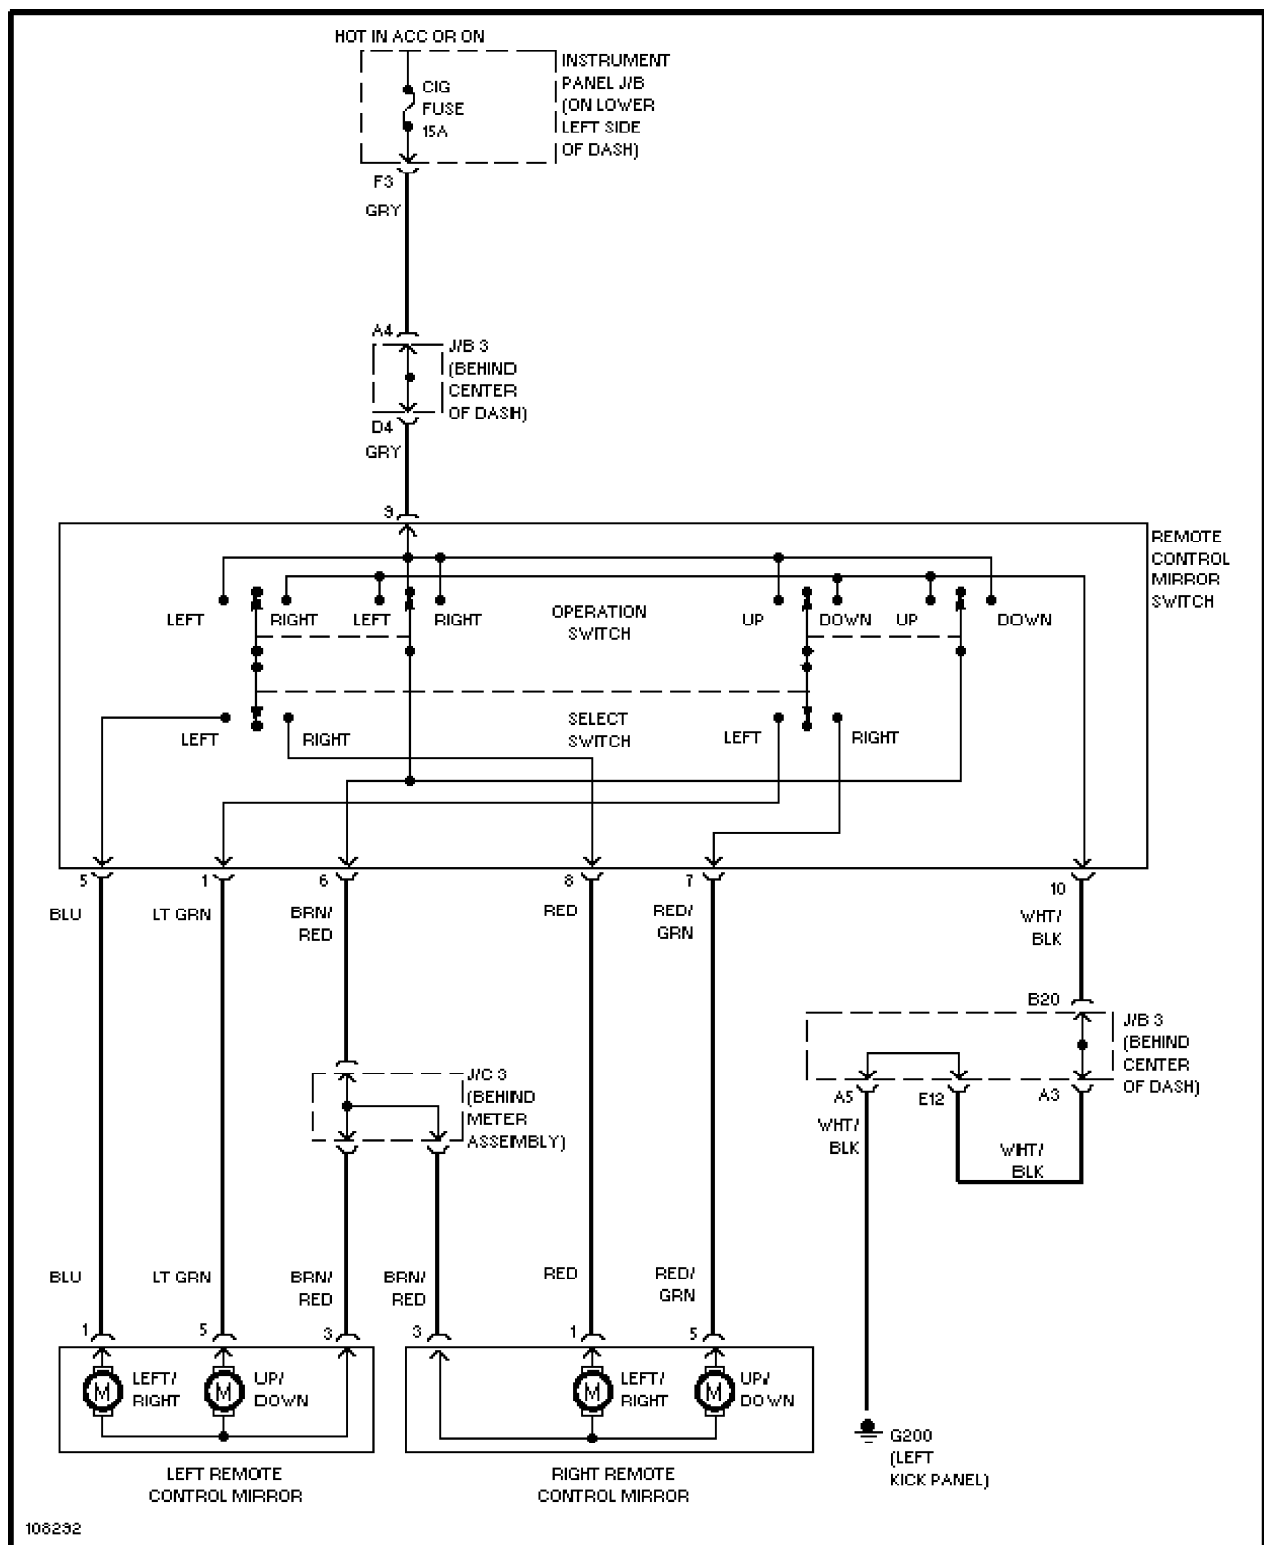 HOT IN ACC OR ON
INSTRUMENT
PANEL J/B
(ON LOWER
LEFT SIDE
OF DASH)
CIG
FUSE
15A
F3
GRY
A4
J/B 3
(BEHIND
CENTER
OF DASH)
D4
GRY
9
REMOTE
CONTROL
MIRROR
SWITCH
LEFT
RIGHT
LEFT
RIGHT
OPERATION
SWITCH
UP
DOWN
UP
DOWN
LEFT
RIGHT
SELECT
SWITCH
LEFT
RIGHT
5
1
6
8
7
10
BLU
LT GRN
BRN/
RED
RED
RED/
GRN
WHT/
BLK
B20
J/B 3
(BEHIND
CENTER
OF DASH)
J/C 3
(BEHIND
METER
ASSEMBLY)
A5
E12
A3
WHT/
BLK
WHT/
BLK
BLU
LT GRN
BRN/
RED
BRN/
RED
RED
RED/
GRN
1
5
3
3
1
5
M
LEFT/
RIGHT
M
UP/
DOWN
M
LEFT/
RIGHT
M
UP/
DOWN
G200
(LEFT
KICK PANEL)
LEFT REMOTE
CONTROL MIRROR
RIGHT REMOTE
CONTROL MIRROR
108292